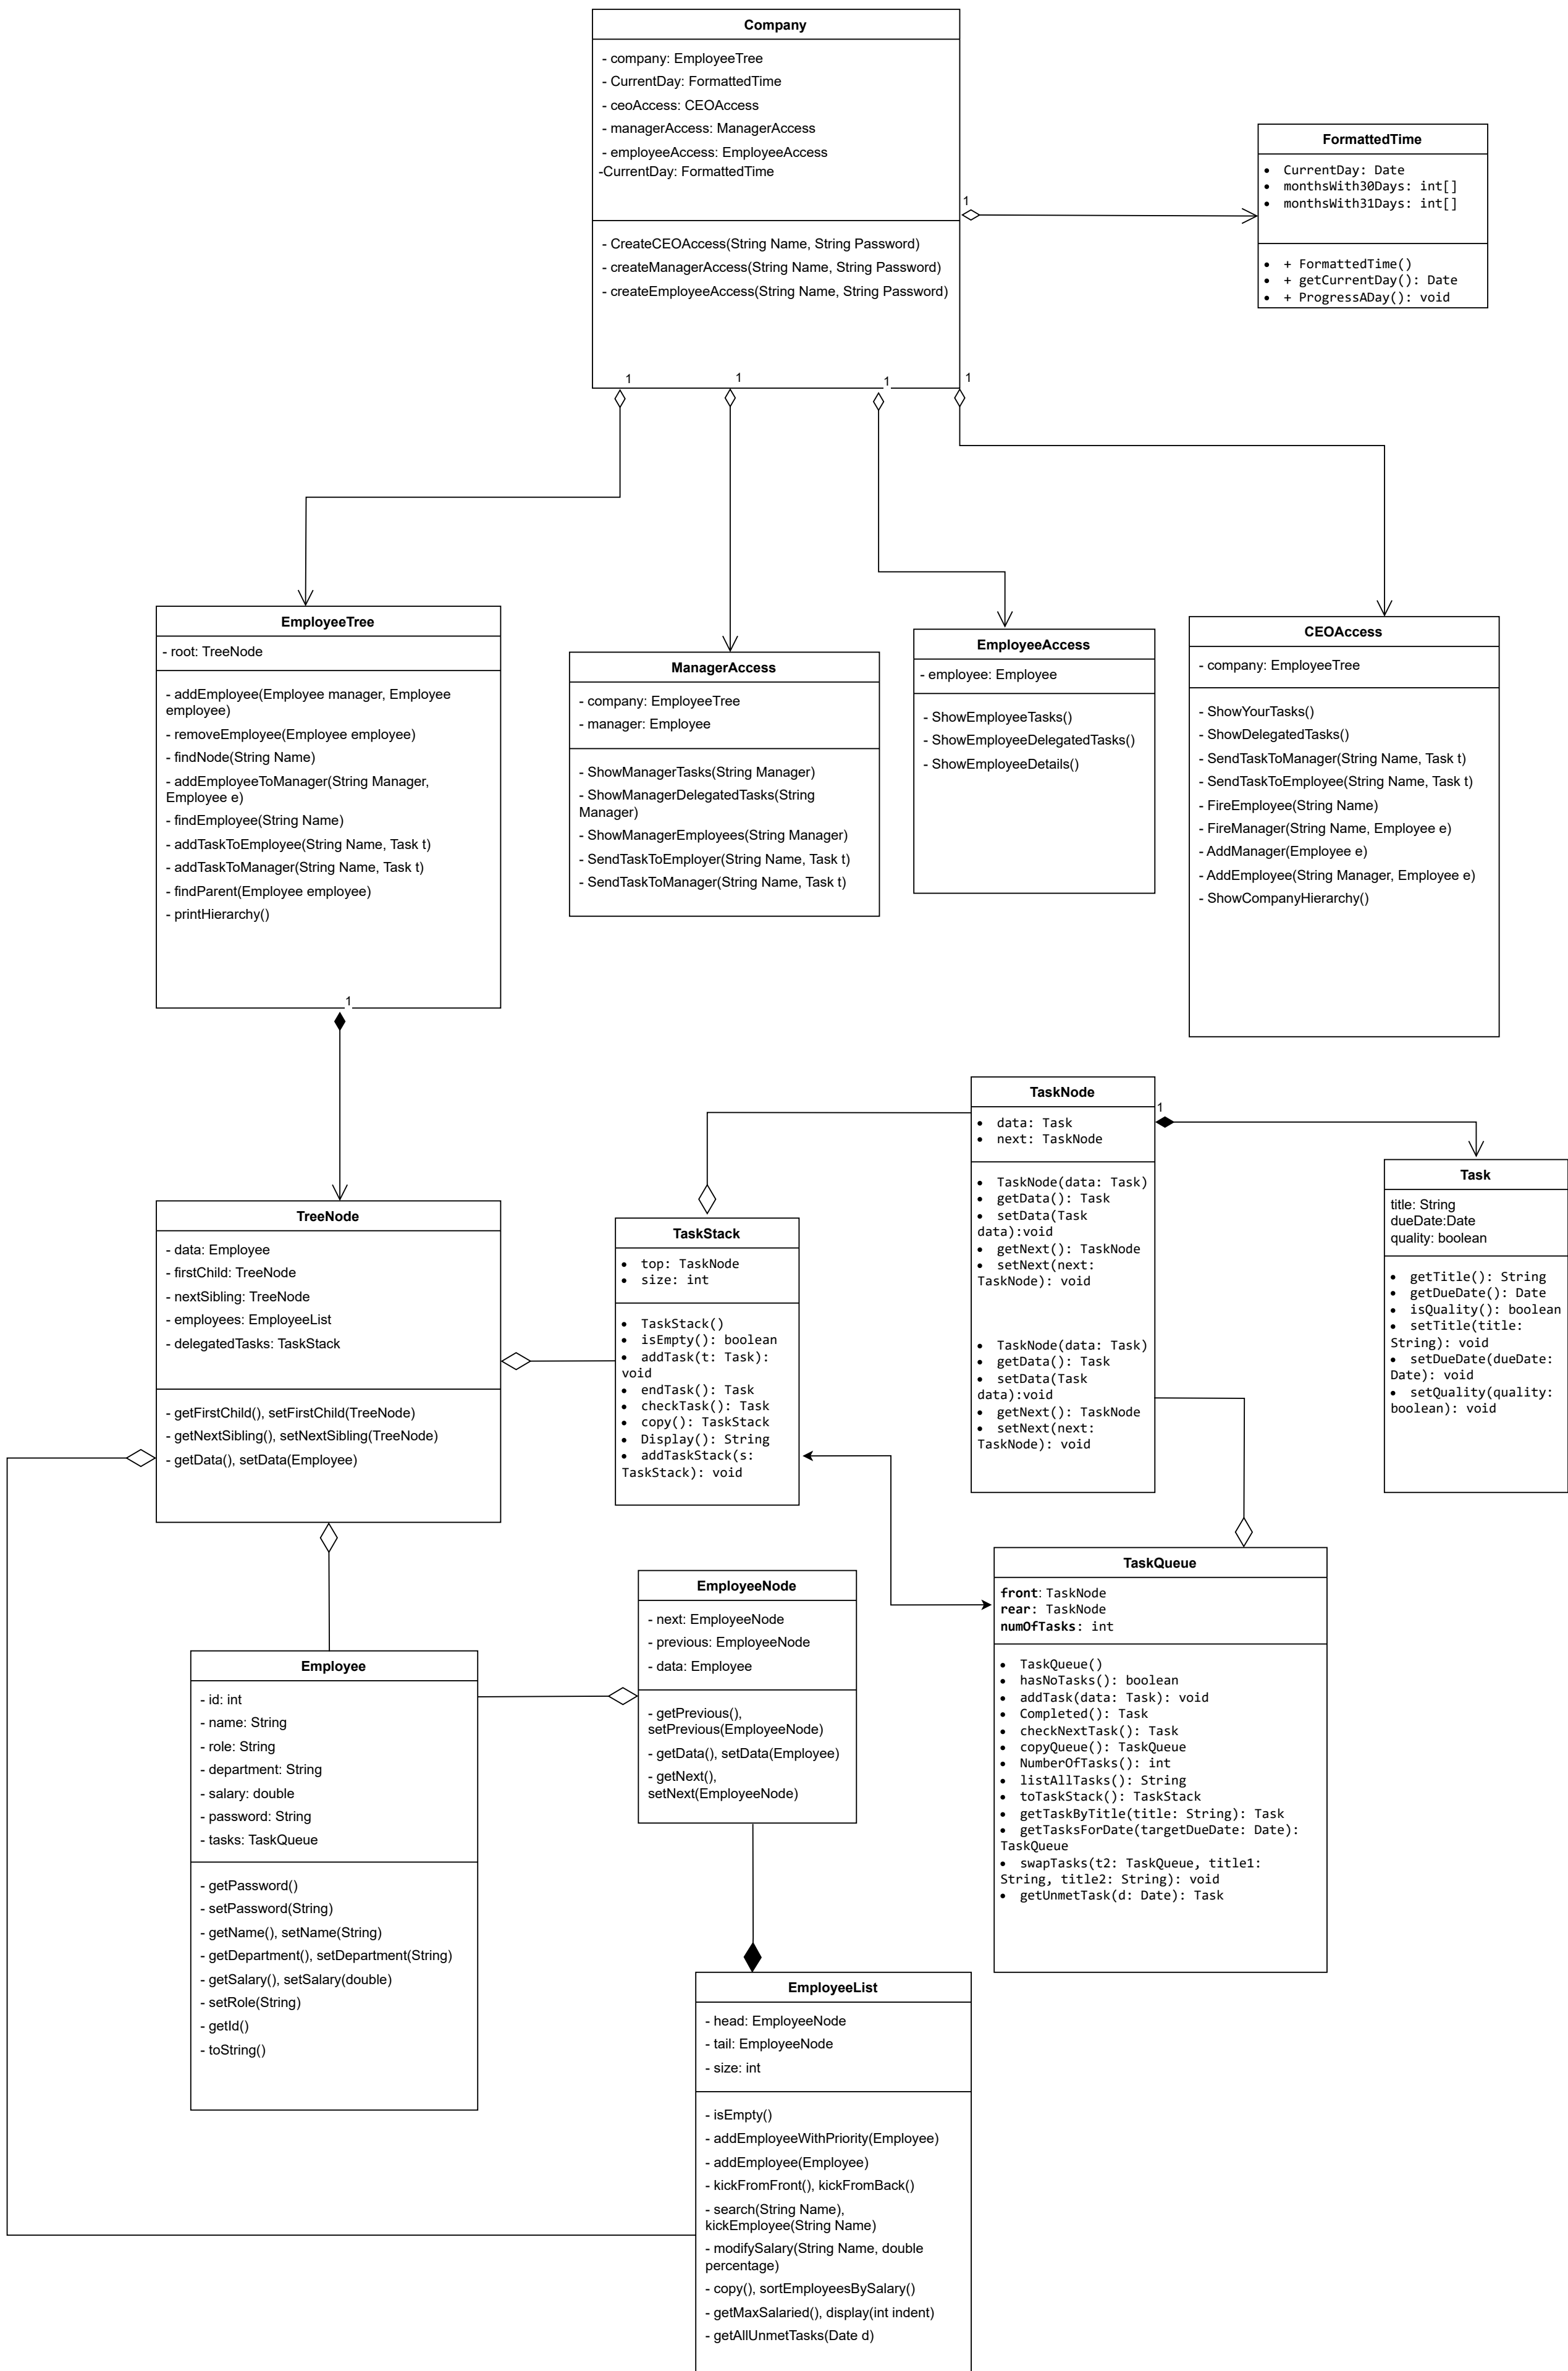 Company
- company: EmployeeTree
- CurrentDay: FormattedTime
- ceoAccess: CEOAccess
- managerAccess: ManagerAccess
- employeeAccess: EmployeeAccess
-CurrentDay: FormattedTime
- CreateCEOAccess(String Name, String Password)
- createManagerAccess(String Name, String Password)
- createEmployeeAccess(String Name, String Password)
1
FormattedTime
• CurrentDay: Date
• monthsWith30Days: int[]
• monthsWith31Days: int[]
• + FormattedTime()
• + getCurrentDay(): Date
• + ProgressADay(): void
1
1
1
1
EmployeeTree
- root: TreeNode
- addEmployee(Employee manager, Employee
employee)
- removeEmployee(Employee employee)
- findNode(String Name)
- addEmployeeToManager(String Manager,
Employee e)
- findEmployee(String Name)
- addTaskToEmployee(String Name, Task t)
- addTaskToManager(String Name, Task t)
- findParent(Employee employee)
- printHierarchy()
1
ManagerAccess
- company: EmployeeTree
- manager: Employee
- ShowManagerTasks(String Manager)
- ShowManagerDelegatedTasks(String
Manager)
- ShowManagerEmployees(String Manager)
- SendTaskToEmployer(String Name, Task t)
- SendTaskToManager(String Name, Task t)
EmployeeAccess
- employee: Employee
- ShowEmployeeTasks()
- ShowEmployeeDelegatedTasks()
- ShowEmployeeDetails()
CEOAccess
- company: EmployeeTree
- ShowYourTasks()
- ShowDelegatedTasks()
- SendTaskToManager(String Name, Task t)
- SendTaskToEmployee(String Name, Task t)
- FireEmployee(String Name)
- FireManager(String Name, Employee e)
- AddManager(Employee e)
- AddEmployee(String Manager, Employee e)
- ShowCompanyHierarchy()
TaskNode
• data: Task
• next: TaskNode
• TaskNode(data: Task)
• getData(): Task
• setData(Task
data):void
• getNext(): TaskNode
• setNext(next:
TaskNode): void
• TaskNode(data: Task)
• getData(): Task
• setData(Task
data):void
• getNext(): TaskNode
• setNext(next:
TaskNode): void
1
Task
title: String
dueDate:Date
quality: boolean
• getTitle(): String
• getDueDate(): Date
• isQuality(): boolean
• setTitle(title:
String): void
• setDueDate(dueDate:
Date): void
• setQuality(quality:
boolean): void
TreeNode
- data: Employee
- firstChild: TreeNode
- nextSibling: TreeNode
- employees: EmployeeList
- delegatedTasks: TaskStack
- getFirstChild(), setFirstChild(TreeNode)
- getNextSibling(), setNextSibling(TreeNode)
- getData(), setData(Employee)
TaskStack
• top: TaskNode
• size: int
• TaskStack()
• isEmpty(): boolean
• addTask(t: Task):
void
• endTask(): Task
• checkTask(): Task
• copy(): TaskStack
• Display(): String
• addTaskStack(s:
TaskStack): void
TaskQueue
front: TaskNode
rear: TaskNode
numOfTasks: int
• TaskQueue()
• hasNoTasks(): boolean
• addTask(data: Task): void
• Completed(): Task
• checkNextTask(): Task
• copyQueue(): TaskQueue
• NumberOfTasks(): int
• listAllTasks(): String
• toTaskStack(): TaskStack
• getTaskByTitle(title: String): Task
• getTasksForDate(targetDueDate: Date):
TaskQueue
• swapTasks(t2: TaskQueue, title1:
String, title2: String): void
• getUnmetTask(d: Date): Task
EmployeeNode
- next: EmployeeNode
- previous: EmployeeNode
- data: Employee
- getPrevious(),
setPrevious(EmployeeNode)
- getData(), setData(Employee)
- getNext(),
setNext(EmployeeNode)
Employee
- id: int
- name: String
- role: String
- department: String
- salary: double
- password: String
- tasks: TaskQueue
- getPassword()
- setPassword(String)
- getName(), setName(String)
- getDepartment(), setDepartment(String)
- getSalary(), setSalary(double)
- setRole(String)
- getId()
- toString()
EmployeeList
- head: EmployeeNode
- tail: EmployeeNode
- size: int
- isEmpty()
- addEmployeeWithPriority(Employee)
- addEmployee(Employee)
- kickFromFront(), kickFromBack()
- search(String Name),
kickEmployee(String Name)
- modifySalary(String Name, double
percentage)
- copy(), sortEmployeesBySalary()
- getMaxSalaried(), display(int indent)
- getAllUnmetTasks(Date d)